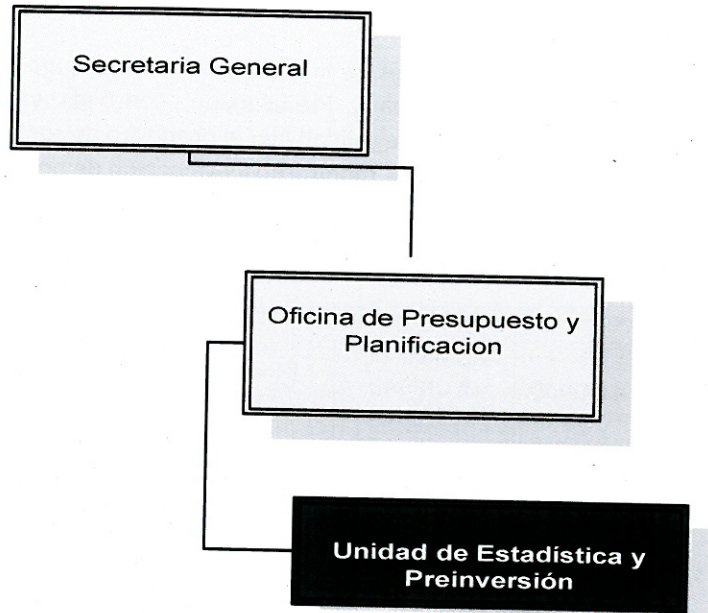 Secretaria General
Oficina de Presupuesto y
Planificacion
Unidad de Estadística y
Preinversión